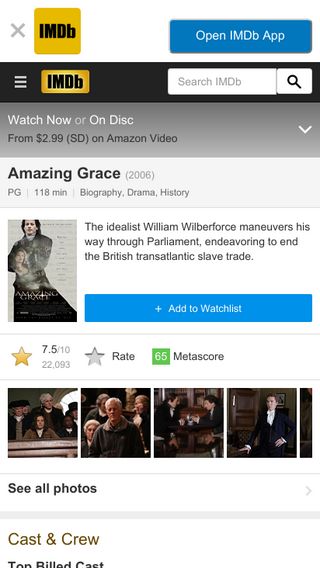 IMDb
Open IMDb App
IMDb
Search IMDb
Watch Now or On Disc
From $2.99 (SD) on Amazon Video
Amazing Grace (2006)
PG | 118 min | Biography, Drama, History
The idealist William Wilberforce maneuvers his
way through Parliament, endeavoring to end
the British transatlantic slave trade.
AMAZING
GRACE
+ Add to Watchlist
7.5/10
22,093
Rate
65 Metascore
See all photos
Cast & Crew
Top Billed Cast